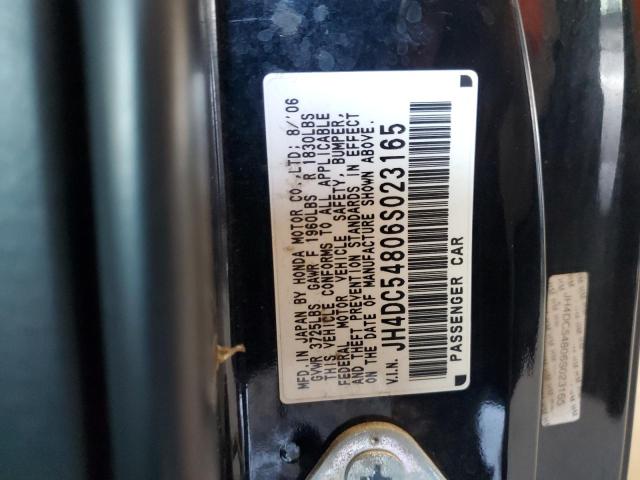 MFD. IN JAPAN BY HONDA MOTOR CO.,LTD; 8/'06
GVWR 3725LBS GAWR F 1960LBS R 1830LBS
THIS VEHICLE CONFORMS TO ALL APPLICABLE
FEDERAL MOTOR VEHICLE SAFETY, BUMPER,
AND THEFT PREVENTION STANDARDS IN EFFECT
ON THE DATE OF MANUFACTURE SHOWN ABOVE.
V.I.N. JH4DC54806S023165
PASSENGER CAR
JH4DC54806S023165